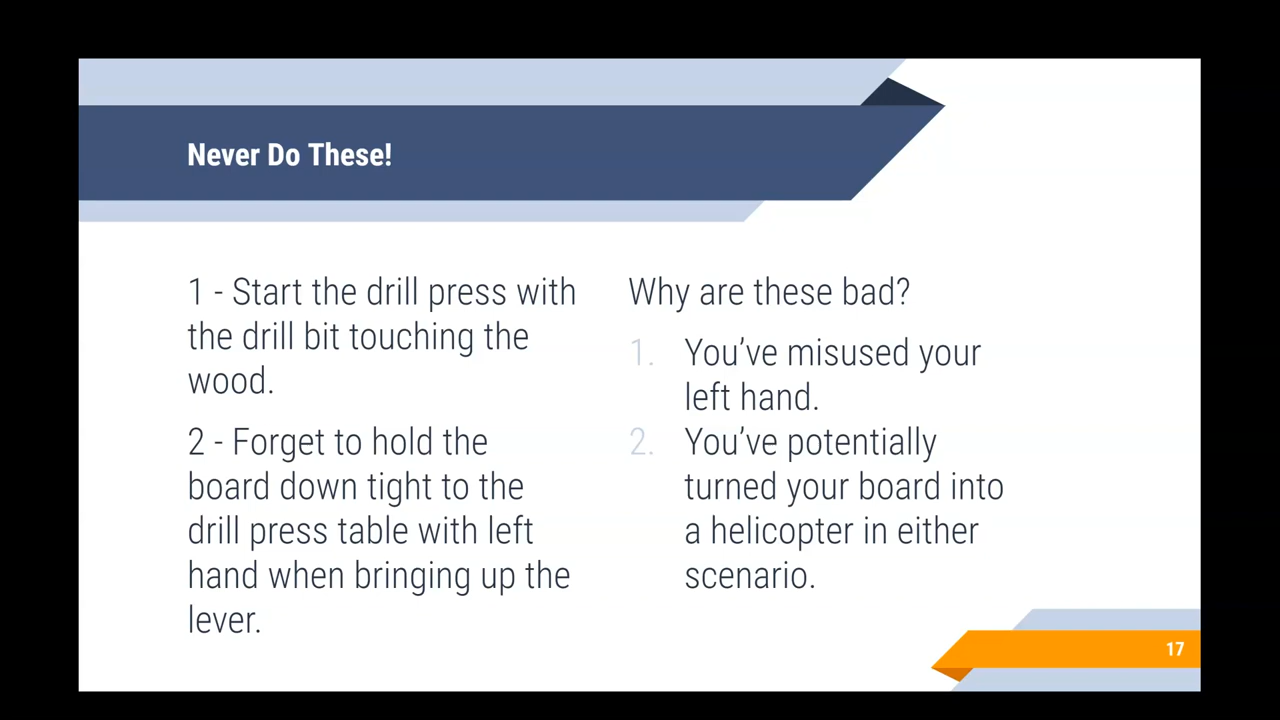 Never Do These!
1 - Start the drill press with
the drill bit touching the
wood.
2 - Forget to hold the
board down tight to the
drill press table with left
hand when bringing up the
lever.
Why are these bad?
1. You’ve misused your
left hand.
2. You’ve potentially
turned your board into
a helicopter in either
scenario.
17